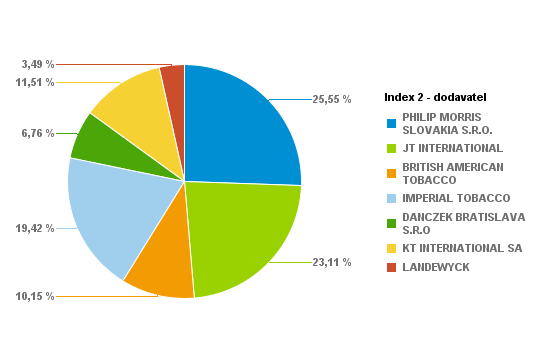 3,49 %
11,51 %
6,76 %
19,42 %
10,15 %
25,55 %
23,11 %
Index 2 - dodavatel
PHILIP MORRIS
SLOVAKIA S.R.O.
JT INTERNATIONAL
BRITISH AMERICAN
TOBACCO
IMPERIAL TOBACCO
DANCZEK BRATISLAVA
S.R.O
KT INTERNATIONAL SA
LANDEWYCK